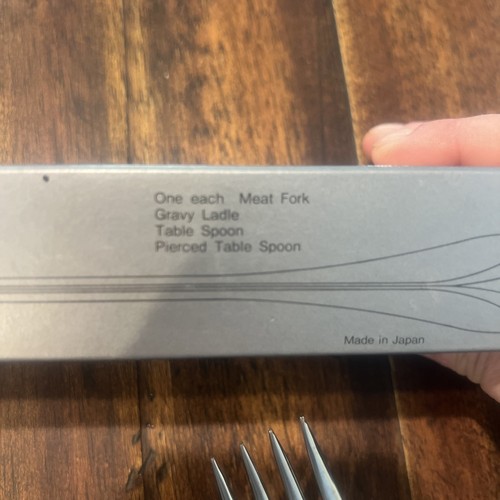 One each Meat Fork
Gravy Ladle
Table Spoon
Pierced Table Spoon
Made in Japan